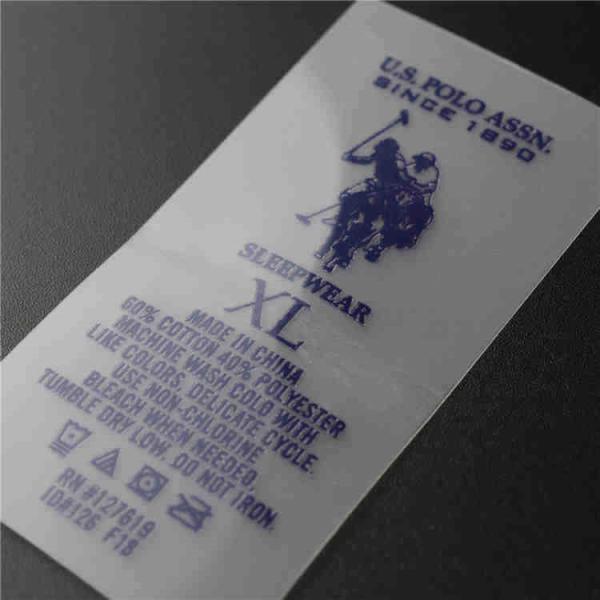 U.S. POLO ASSN.
SINCE 1890
SLEEPWEAR
XL
MADE IN CHINA
60% COTTON 40% POLYESTER
MACHINE WASH COLD WITH
LIKE COLORS, DELICATE CYCLE.
USE NON-CHLORINE
BLEACH WHEN NEEDED,
TUMBLE DRY LOW. DO NOT IRON.
RN #127619
ID#126 F18